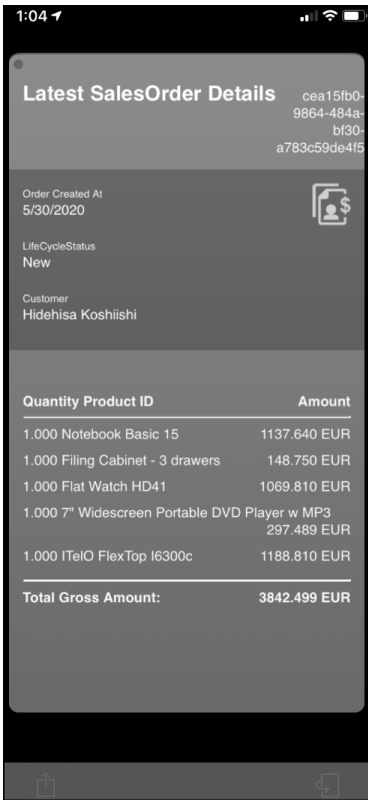 1:04
Latest SalesOrder Details
cea15fb0-
9864-484a-
bf30-
a783c59de4f5
Order Created At
5/30/2020
LifeCycleStatus
New
Customer
Hidehisa Koshiishi
Quantity Product ID Amount
1.000 Notebook Basic 15 1137.640 EUR
1.000 Filing Cabinet - 3 drawers 148.750 EUR
1.000 Flat Watch HD41 1069.810 EUR
1.000 7" Widescreen Portable DVD Player w MP3
297.489 EUR
1.000 ITelO FlexTop I6300c 1188.810 EUR
Total Gross Amount: 3842.499 EUR